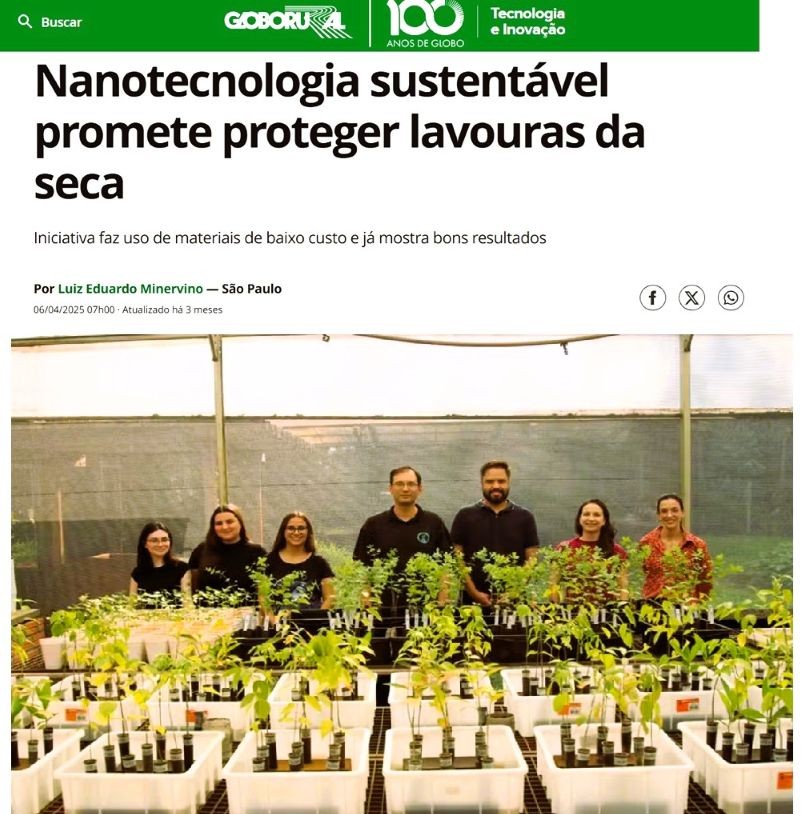 Buscar
GLOBORURAL
100
ANOS DE GLOBO
Tecnologia
e Inovação
Nanotecnologia sustentável
promete proteger lavouras da
seca
Iniciativa faz uso de materiais de baixo custo e já mostra bons resultados
Por Luiz Eduardo Minervino — São Paulo
06/04/2025 07h00 · Atualizado há 3 meses